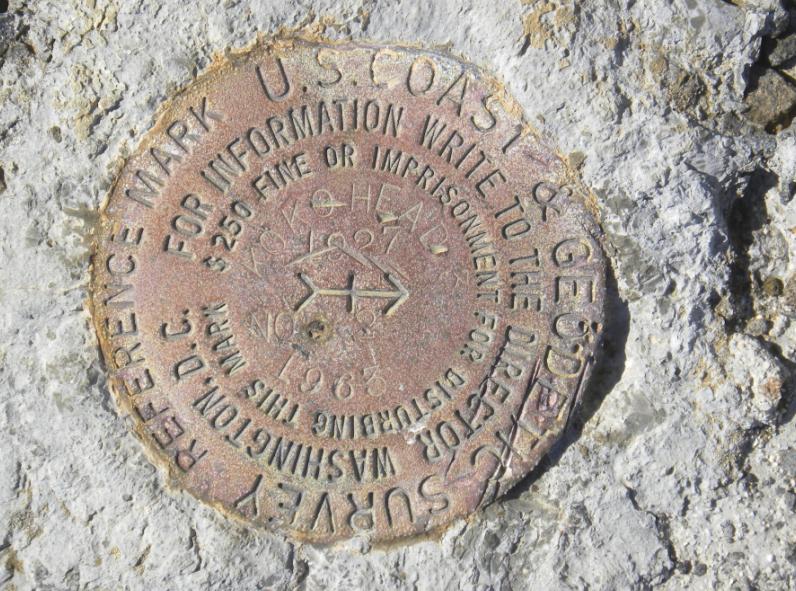 U.S. COAST & GEODETIC SURVEY REFERENCE MARK
FOR INFORMATION WRITE TO THE DIRECTOR WASHINGTON, D.C.
$250 FINE OR IMPRISONMENT FOR DISTURBING THIS MARK
KOKO HEAD
NO
1963